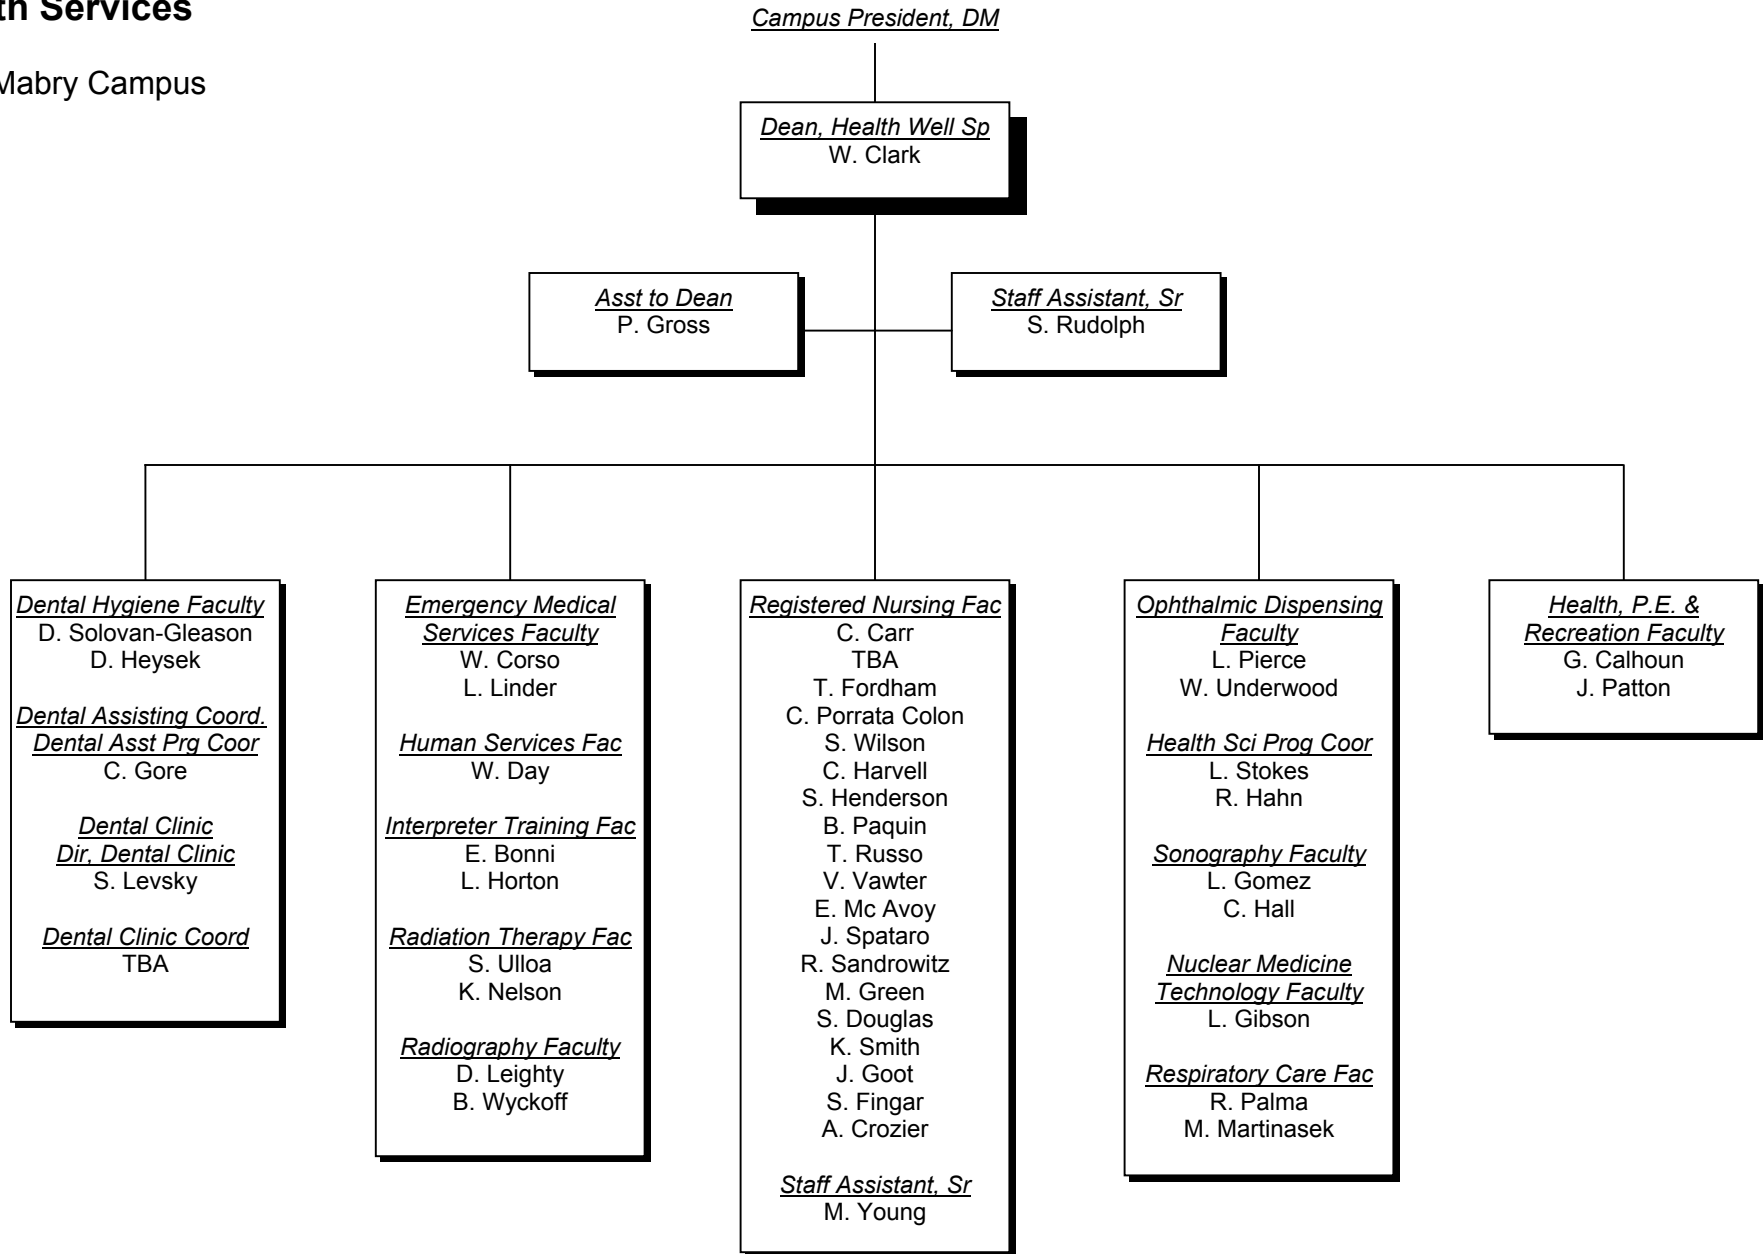 Services
Mabry Campus
Campus President, DM
Dean, Health Well Sp
W. Clark
Asst to Dean
P. Gross
Staff Assistant, Sr
S. Rudolph
Dental Hygiene Faculty
D. Solovan-Gleason
D. Heysek
Dental Assisting Coord.
Dental Asst Prg Coor
C. Gore
Dental Clinic
Dir, Dental Clinic
S. Levsky
Dental Clinic Coord
TBA
Emergency Medical
Services Faculty
W. Corso
L. Linder
Human Services Fac
W. Day
Interpreter Training Fac
E. Bonni
L. Horton
Radiation Therapy Fac
S. Ulloa
K. Nelson
Radiography Faculty
D. Leighty
B. Wyckoff
Registered Nursing Fac
C. Carr
TBA
T. Fordham
C. Porrata Colon
S. Wilson
C. Harvell
S. Henderson
B. Paquin
T. Russo
V. Vawter
E. Mc Avoy
J. Spataro
R. Sandrowitz
M. Green
S. Douglas
K. Smith
J. Goot
S. Fingar
A. Crozier
Staff Assistant, Sr
M. Young
Ophthalmic Dispensing
Faculty
L. Pierce
W. Underwood
Health Sci Prog Coor
L. Stokes
R. Hahn
Sonography Faculty
L. Gomez
C. Hall
Nuclear Medicine
Technology Faculty
L. Gibson
Respiratory Care Fac
R. Palma
M. Martinasek
Health, P.E. &
Recreation Faculty
G. Calhoun
J. Patton